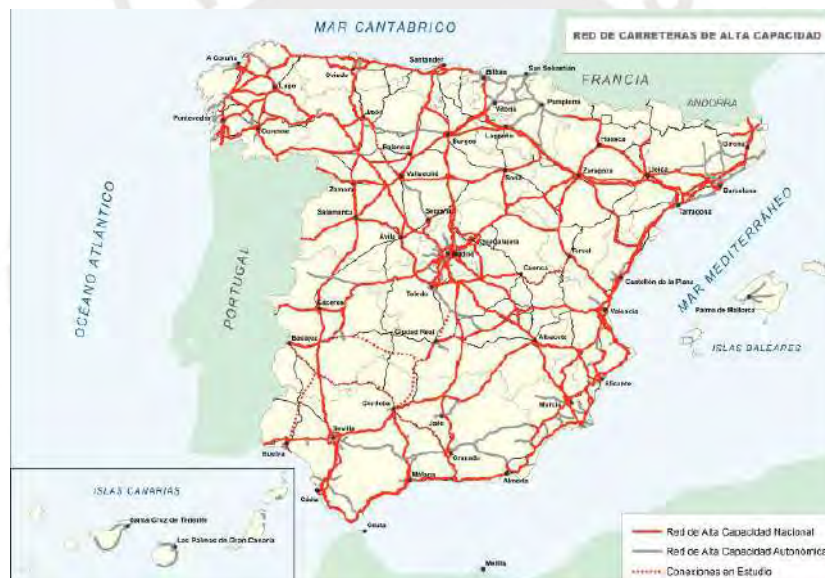 MAR CANTÁBRICO
RED DE CARRETERAS DE ALTA CAPACIDAD
A Coruña
Oviedo
Santander
Bilbao
San Sebastián
FRANCIA
Lugo
Vitoria
Pamplona
ANDORRA
Pontevedra
León
Ourense
Burgos
Logroño
Huesca
Girona
Palencia
Valladolid
Soria
Zaragoza
Lleida
Barcelona
Zamora
Tarragona
Salamanca
Segovia
OCÉANO ATLÁNTICO
Ávila
Guadalajara
Madrid
Teruel
MAR MEDITERRÁNEO
PORTUGAL
Cuenca
Castellón de la Plana
Toledo
Palma de Mallorca
Cáceres
Valencia
Ciudad Real
Albacete
ISLAS BALEARES
Badajoz
Alicante
Córdoba
Murcia
Jaén
Sevilla
Huelva
Granada
Málaga
Almería
ISLAS CANARIAS
Cádiz
Santa Cruz de Tenerife
Ceuta
Las Palmas de Gran Canaria
Melilla
Red de Alta Capacidad Nacional
Red de Alta Capacidad Autonómica
Conexiones en Estudio